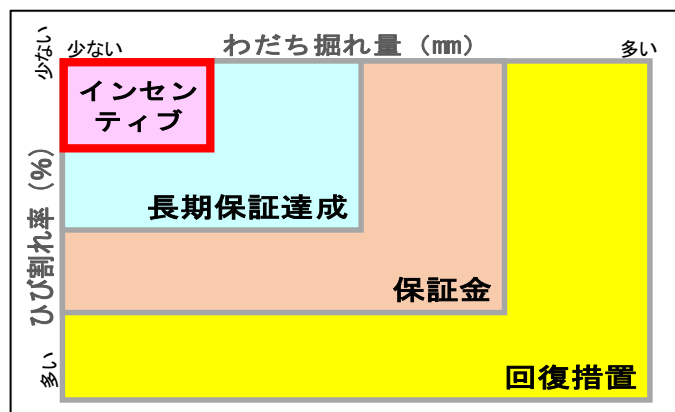 少ない
わだち掘れ量（mm）
多い
少ない
インセン
ティブ
長期保証達成
ひび割れ率（%）
保証金
多い
回復措置